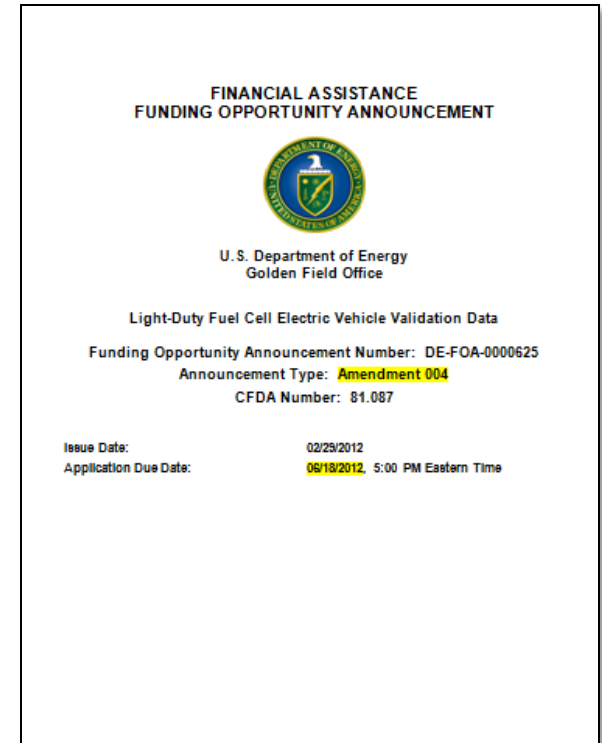 FINANCIAL ASSISTANCE
FUNDING OPPORTUNITY ANNOUNCEMENT
DEPARTMENT OF ENERGY
UNITED STATES OF AMERICA
U.S. Department of Energy
Golden Field Office
Light-Duty Fuel Cell Electric Vehicle Validation Data
Funding Opportunity Announcement Number: DE-FOA-0000625
Announcement Type: Amendment 004
CFDA Number: 81.087
Issue Date: 02/29/2012
Application Due Date: 06/18/2012, 5:00 PM Eastern Time